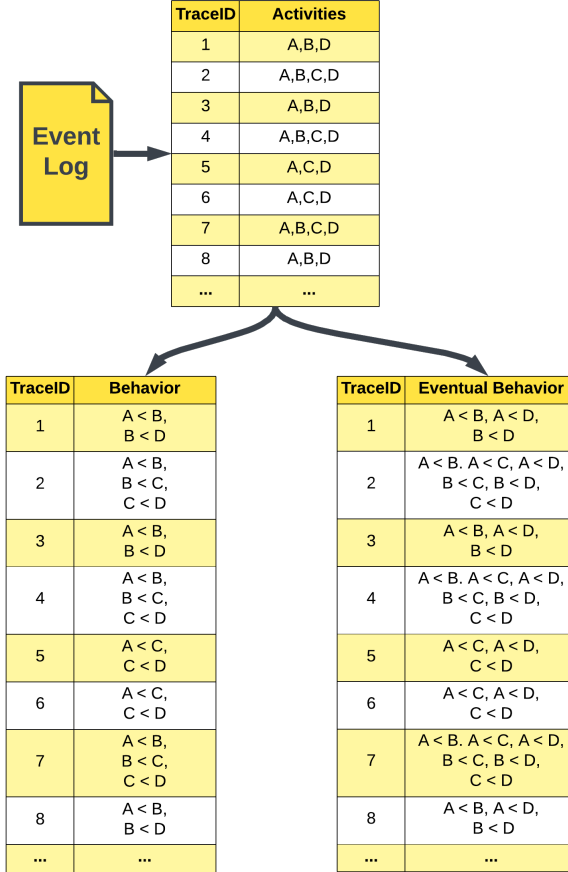 TraceID Activities
1 A,B,D
2 A,B,C,D
3 A,B,D
4 A,B,C,D
5 A,C,D
6 A,C,D
7 A,B,C,D
8 A,B,D
... ...
Event
Log
TraceID Behavior
1 A < B,
B < D
2 A < B,
B < C,
C < D
3 A < B,
B < D
4 A < B,
B < C,
C < D
5 A < C,
C < D
6 A < C,
C < D
7 A < B,
B < C,
C < D
8 A < B,
B < D
... ...
TraceID Eventual Behavior
1 A < B, A < D,
B < D
2 A < B. A < C, A < D,
B < C, B < D,
C < D
3 A < B, A < D,
B < D
4 A < B. A < C, A < D,
B < C, B < D,
C < D
5 A < C, A < D,
C < D
6 A < C, A < D,
C < D
7 A < B. A < C, A < D,
B < C, B < D,
C < D
8 A < B, A < D,
B < D
... ...